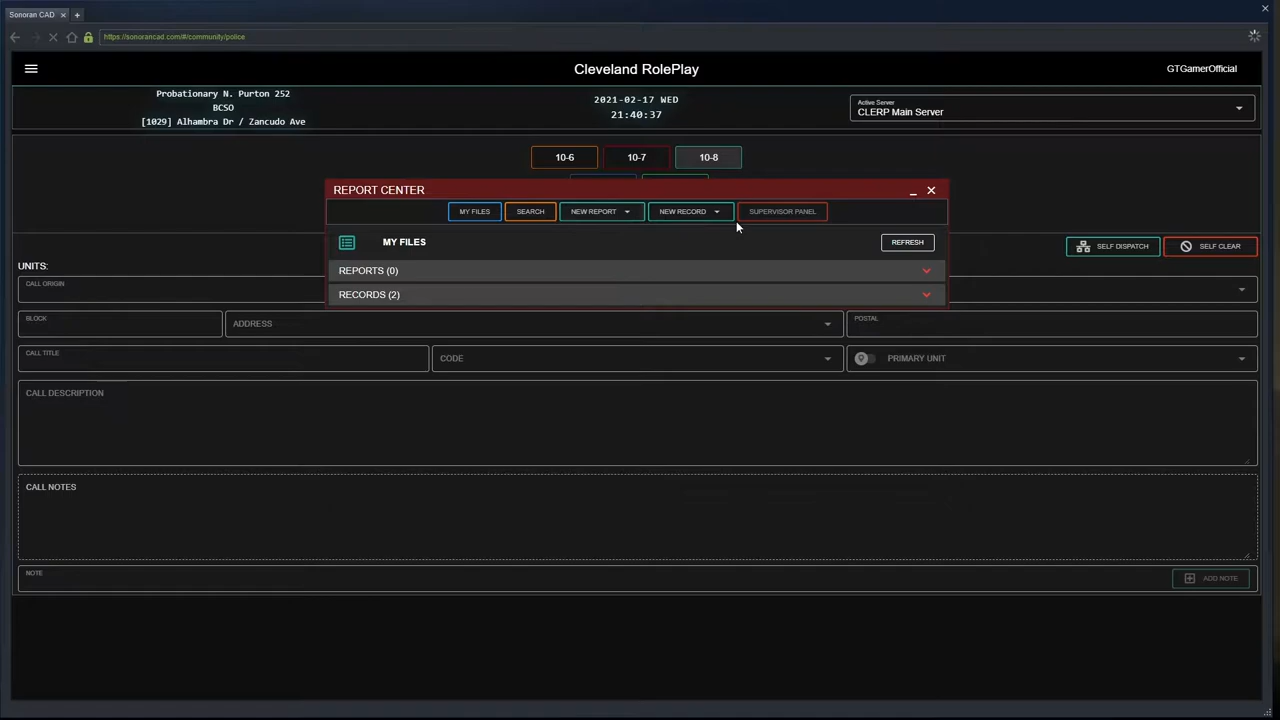 Sonoran CAD
https://sonorancad.com/#/community/police
Cleveland RolePlay
GTGamerOfficial
Probationary N. Purton 252
BCSO
[1029] Alhambra Dr / Zancudo Ave
2021-02-17 WED
21:40:37
Active Server
CLERP Main Server
10-6
10-7
10-8
REPORT CENTER
MY FILES
SEARCH
NEW REPORT
NEW RECORD
SUPERVISOR PANEL
MY FILES
REFRESH
REPORTS (0)
RECORDS (2)
SELF DISPATCH
SELF CLEAR
UNITS:
CALL ORIGIN
BLOCK
ADDRESS
POSTAL
CALL TITLE
CODE
PRIMARY UNIT
CALL DESCRIPTION
CALL NOTES
NOTE
ADD NOTE